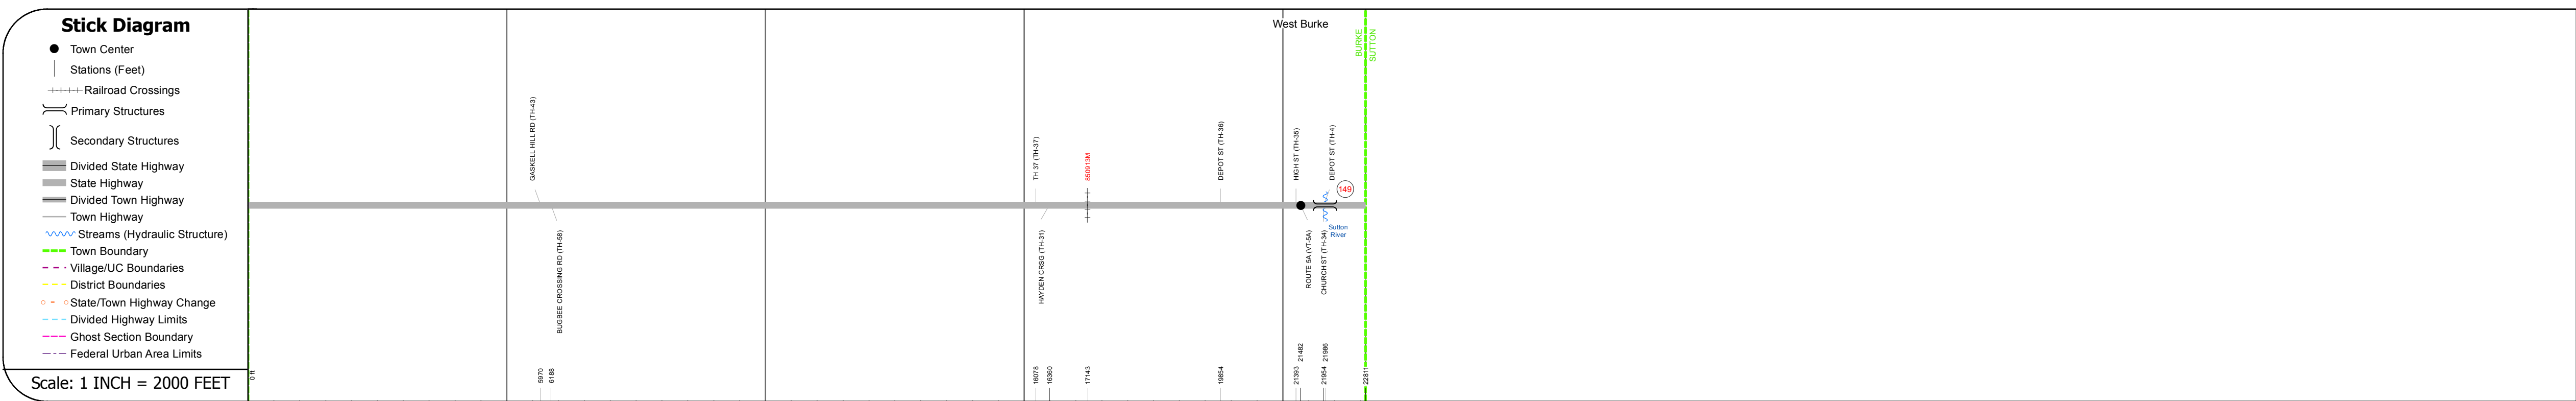 Stick Diagram
Town Center
Stations (Feet)
Railroad Crossings
Primary Structures
Secondary Structures
Divided State Highway
State Highway
Divided Town Highway
Town Highway
Streams (Hydraulic Structure)
Town Boundary
Village/UC Boundaries
District Boundaries
State/Town Highway Change
Divided Highway Limits
Ghost Section Boundary
Federal Urban Area Limits
Scale: 1 INCH = 2000 FEET
West Burke
BURKE
SUTTON
GASKELL HILL RD (TH-43)
BUGBEE CROSSING RD (TH-58)
TH 37 (TH-37)
HAYDEN CRSG (TH-31)
850913M
DEPOT ST (TH-36)
HIGH ST (TH-35)
ROUTE 5A (VT-5A)
CHURCH ST (TH-34)
DEPOT ST (TH-4)
149
Sutton
River
0 ft
5970
6188
16078
16360
17143
19854
21393
21482
21954
21986
22811